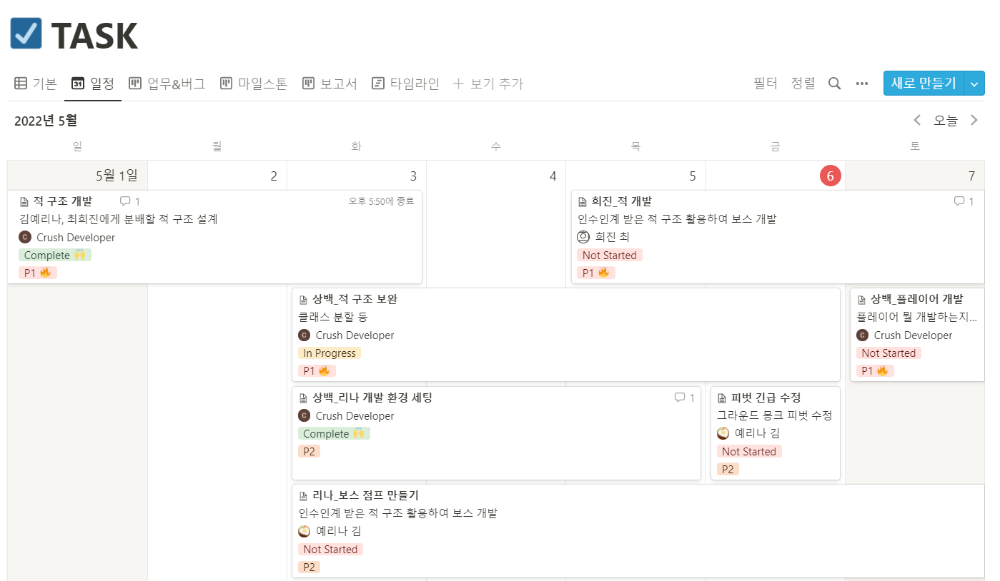 TASK
기본 일정 업무&버그 마일스톤 보고서 타임라인 + 보기 추가 필터 정렬 새로 만들기
2022년 5월 오늘
일 월 화 수 목 금 토
5월 1일 2 3 4 5 6 7
적 구조 개발 1 오후 5:50에 종료
김예리나, 최희진에게 분배할 적 구조 설계
C Crush Developer
Complete 🙌
P1 🔥
희진_적 개발 1
인수인계 받은 적 구조 활용하여 보스 개발
희진 최
Not Started
P1 🔥
상백_적 구조 보완
클래스 분할 등
C Crush Developer
In Progress
P1 🔥
상백_플레이어 개발
플레이어 뭘 개발하는지...
C Crush Developer
Not Started
P1 🔥
상백_리나 개발 환경 세팅 1
C Crush Developer
Complete 🙌
P2
피벗 긴급 수정
그라운드 몽크 피벗 수정
예리나 김
Not Started
P2
리나_보스 점프 만들기
인수인계 받은 적 구조 활용하여 보스 개발
예리나 김
Not Started
P2